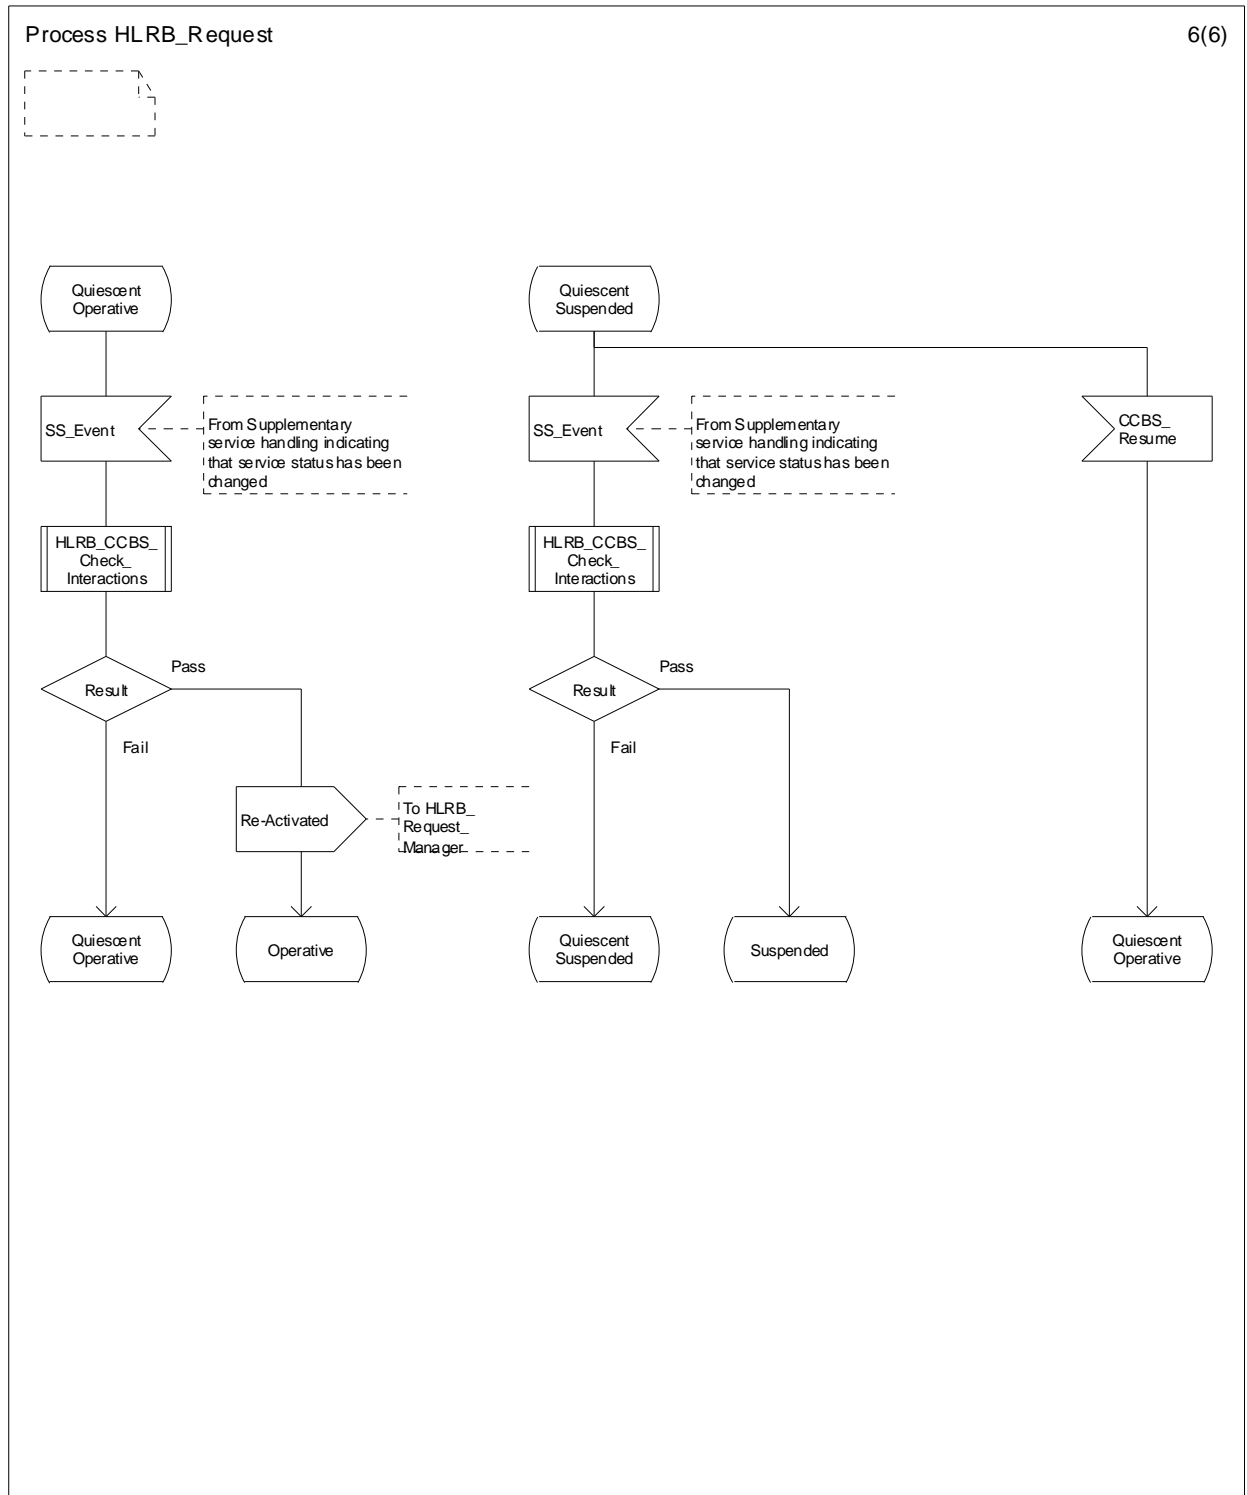 Process HLRB_Request
6(6)
Quiescent
Operative
Quiescent
Suspended
SS_Event
From Supplementary
service handling indicating
that service status has been
changed
SS_Event
From Supplementary
service handling indicating
that service status has been
changed
CCBS_
Resume
HLRB_CCBS_
Check_
Interactions
HLRB_CCBS_
Check_
Interactions
Result
Pass
Fail
Result
Pass
Fail
Re-Activated
To HLRB_
Request_
Manager
Quiescent
Operative
Operative
Quiescent
Suspended
Suspended
Quiescent
Operative